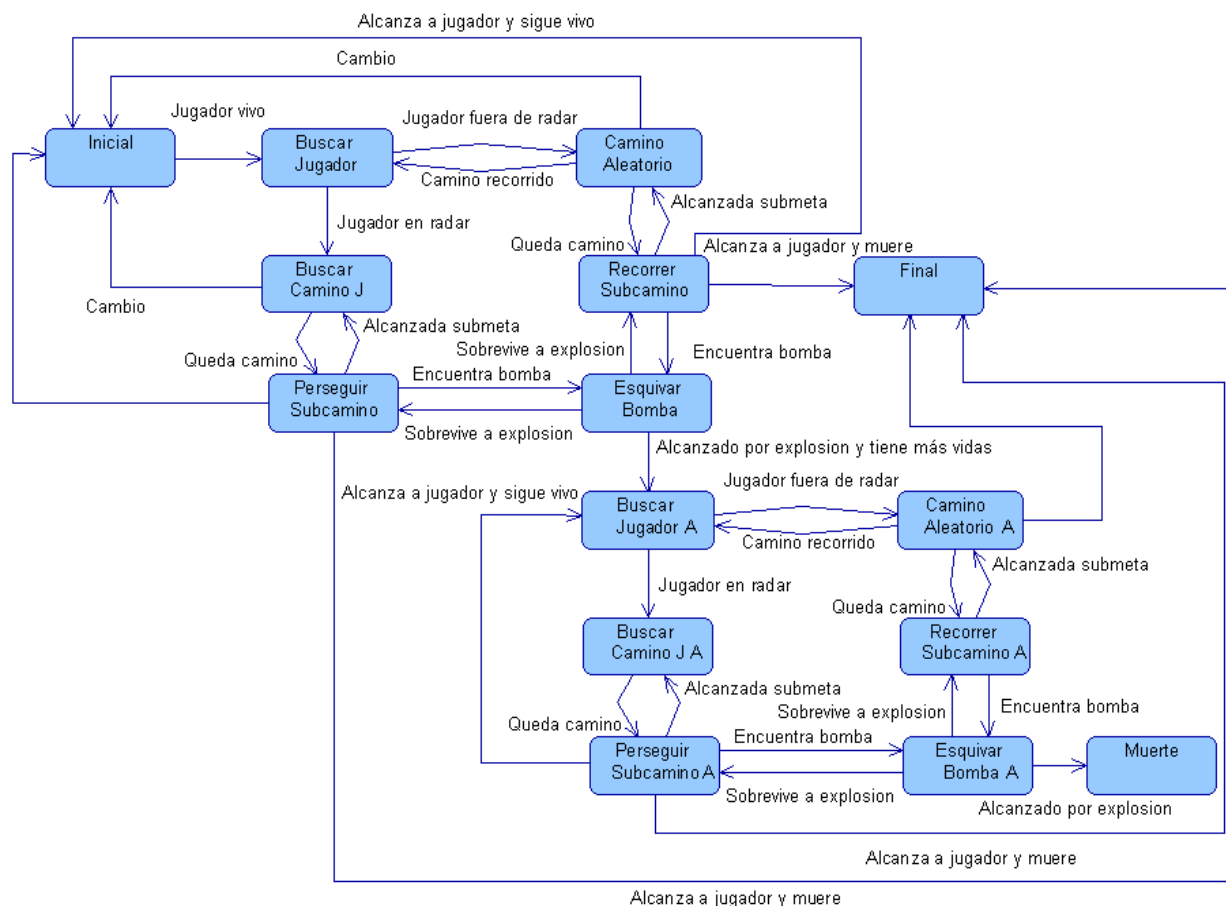 Alcanza a jugador y sigue vivo
Cambio
Jugador vivo
Jugador fuera de radar
Inicial
Buscar
Jugador
Camino
Aleatorio
Camino recorrido
Alcanzada submeta
Jugador en radar
Queda camino
Alcanza a jugador y muere
Buscar
Camino J
Recorrer
Subcamino
Final
Cambio
Alcanzada submeta
Sobrevive a explosion
Encuentra bomba
Queda camino
Encuentra bomba
Perseguir
Subcamino
Esquivar
Bomba
Sobrevive a explosion
Alcanzado por explosion y tiene más vidas
Alcanza a jugador y sigue vivo
Jugador fuera de radar
Buscar
Jugador A
Camino
Aleatorio A
Camino recorrido
Alcanzada submeta
Jugador en radar
Queda camino
Buscar
Camino J A
Recorrer
Subcamino A
Alcanzada submeta
Sobrevive a explosion
Encuentra bomba
Queda camino
Encuentra bomba
Perseguir
Subcamino A
Esquivar
Bomba A
Muerte
Sobrevive a explosion
Alcanzado por explosion
Alcanza a jugador y muere
Alcanza a jugador y muere